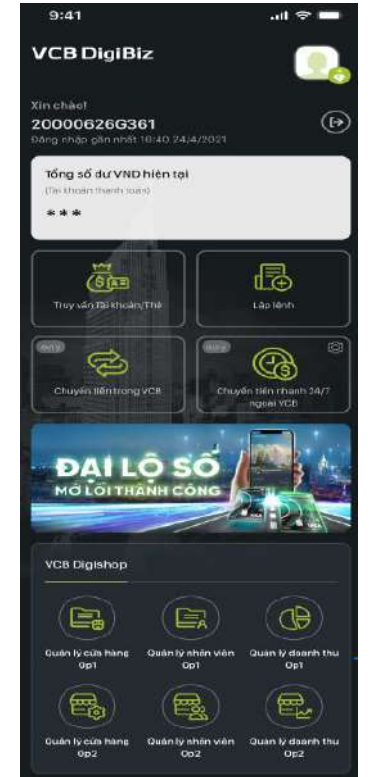 9:41
VCB DigiBiz
Xin chào!
20000626G361
Đăng nhập gần nhất 16:40 24/4/2021
Tổng số dư VND hiện tại
(Tài khoản thanh toán)
***
Truy vấn Tài khoản/Thẻ
Lập lệnh
Chuyển tiền trong VCB
Chuyển tiền nhanh 24/7
ngoài VCB
ĐẠI LỘ SỐ
MỞ LỐI THÀNH CÔNG
VCB Digishop
Quản lý cửa hàng
Op1
Quản lý nhân viên
Op1
Quản lý doanh thu
Op1
Quản lý cửa hàng
Op2
Quản lý nhân viên
Op2
Quản lý doanh thu
Op2